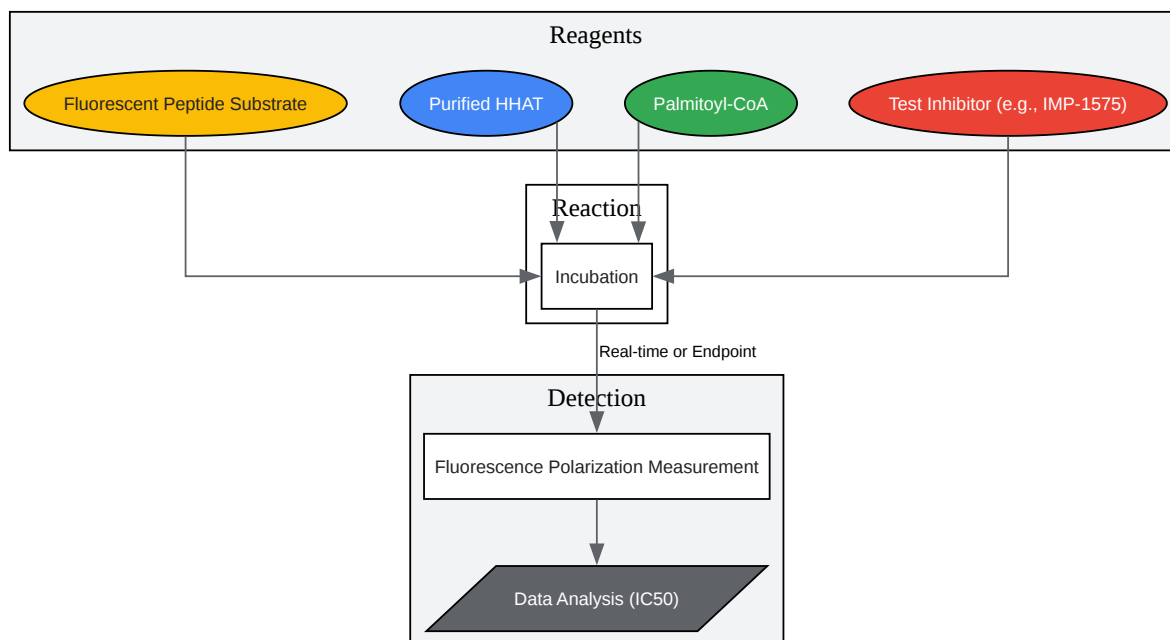 Reagents
Fluorescent Peptide Substrate
Purified HHAT
Palmitoyl-CoA
Test Inhibitor (e.g., IMP-1575)
Reaction
Incubation
Real-time or Endpoint
Detection
Fluorescence Polarization Measurement
Data Analysis (IC50)